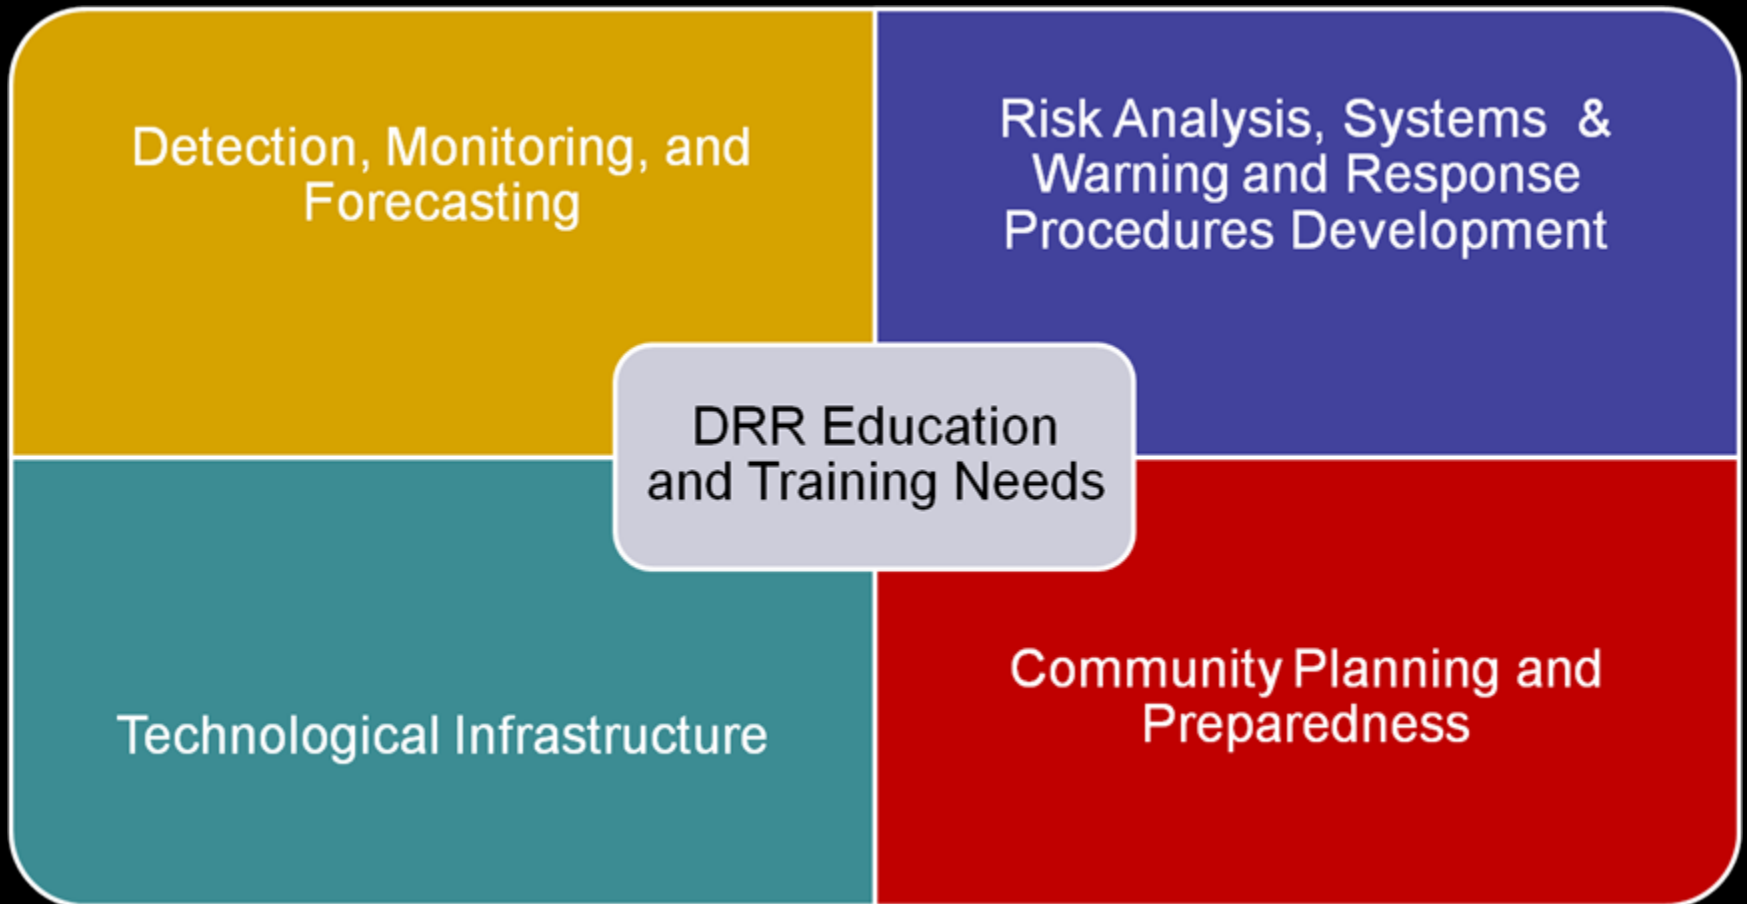 Detection, Monitoring, and
Forecasting
Risk Analysis, Systems &
Warning and Response
Procedures Development
DRR Education
and Training Needs
Technological Infrastructure
Community Planning and
Preparedness